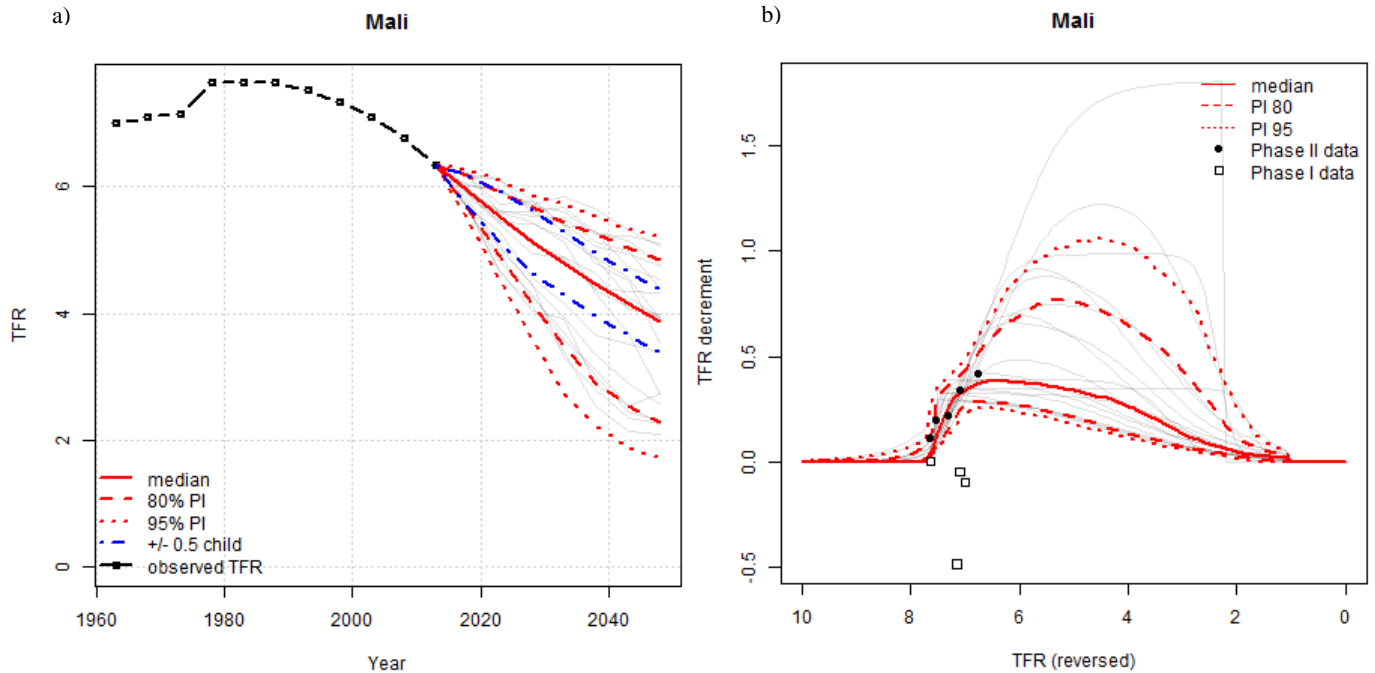 a)
Mali
TFR
6
4
2
0
median
80% PI
95% PI
+/- 0.5 child
observed TFR
1960
1980
2000
2020
2040
Year
b)
Mali
TFR decrement
1.5
1.0
0.5
0.0
-0.5
median
PI 80
PI 95
Phase II data
Phase I data
10
8
6
4
2
0
TFR (reversed)